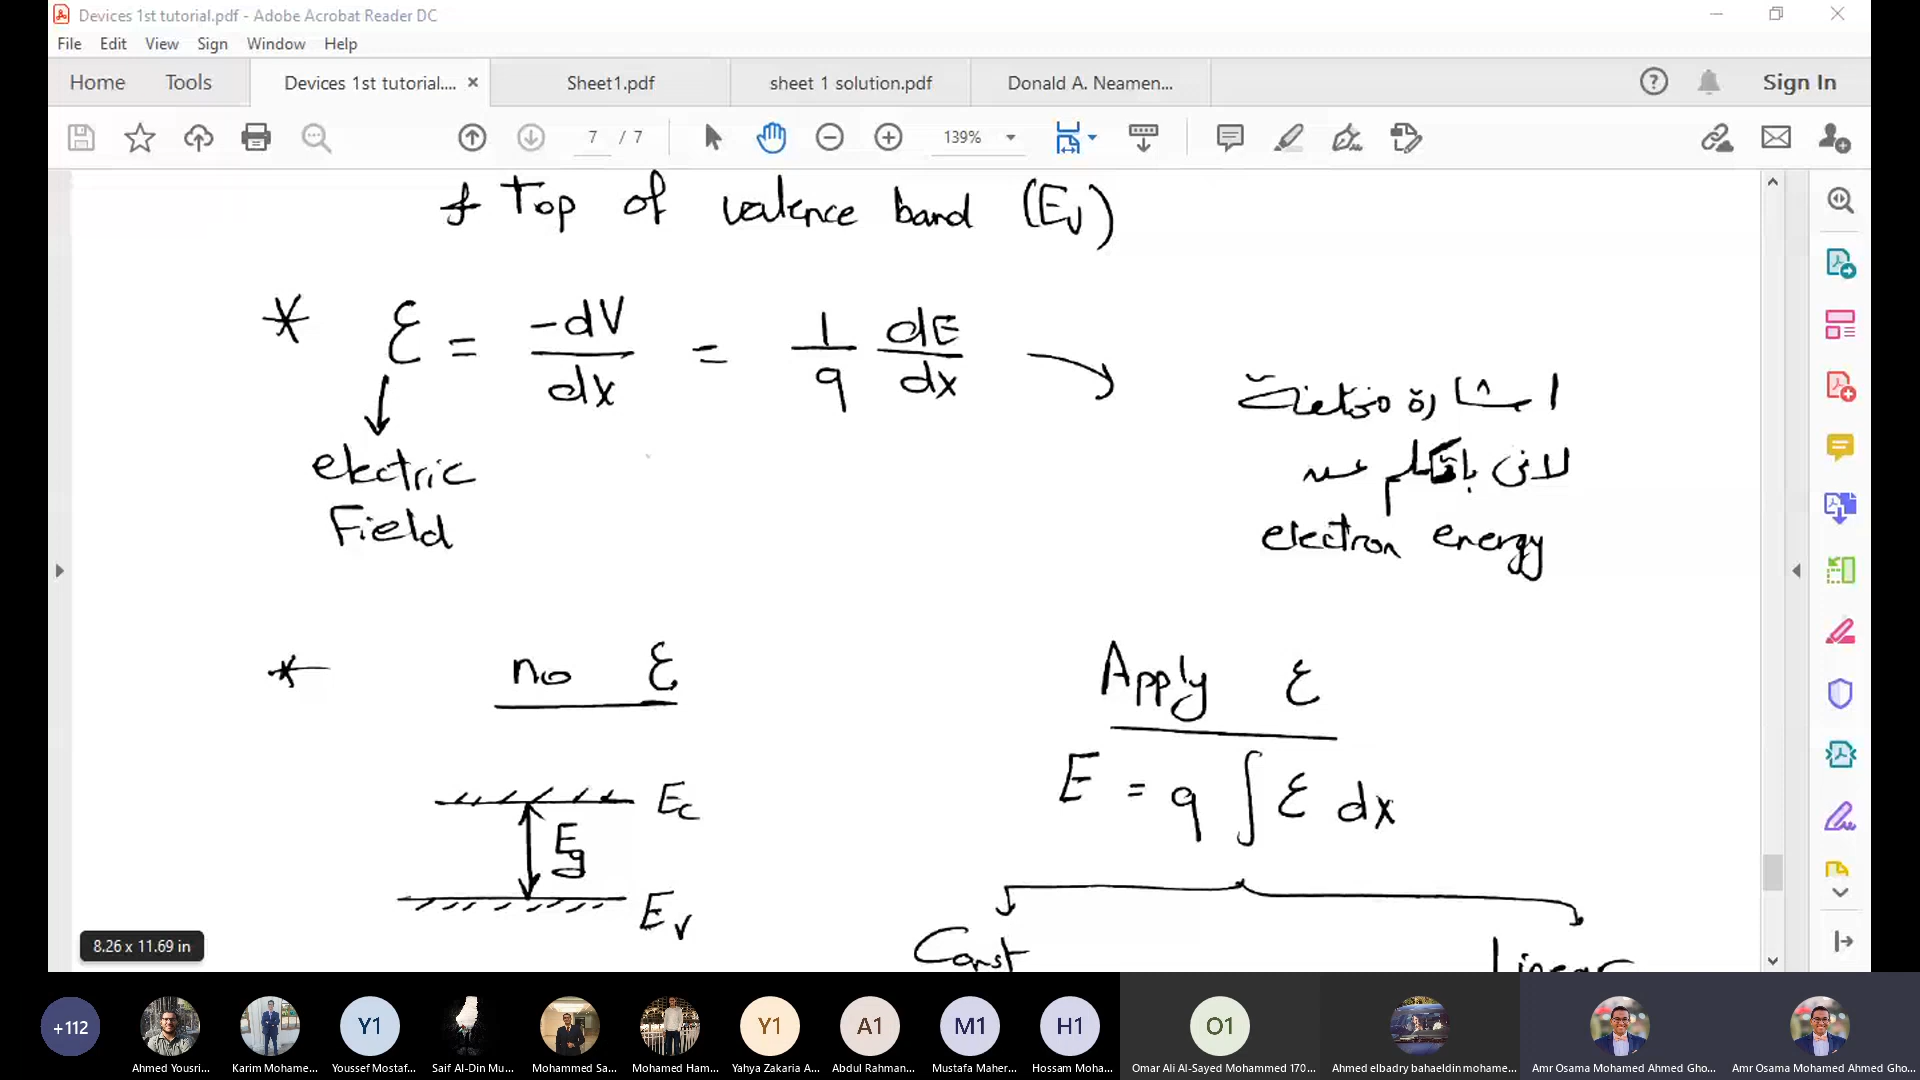 Devices 1st tutorial.pdf - Adobe Acrobat Reader DC
File Edit View Sign Window Help
Home Tools Devices 1st tutorial.... × Sheet1.pdf sheet 1 solution.pdf Donald A. Neamen... Sign In
7 / 7 139%
Top of valence band (Ev)
* ℰ = -dV/dx = 1/q dE/dx
electric
Field
اشارة مختلفة
لانى باتكلم عن
electron energy
* no ℰ
Ec
Eg
Ev
Apply ℰ
E = q ∫ ℰ dx
Const Linear
8.26 x 11.69 in
+112 Y1 Y1 A1 M1 H1 O1
Ahmed Yousri... Karim Mohame... Youssef Mostaf... Saif Al-Din Mu... Mohammed Sa... Mohamed Ham... Yahya Zakaria A... Abdul Rahman... Mustafa Maher... Hossam Moha... Omar Ali Al-Sayed Mohammed 170... Ahmed elbadry bahaeldin mohame... Amr Osama Mohamed Ahmed Gho... Amr Osama Mohamed Ahmed Gho...